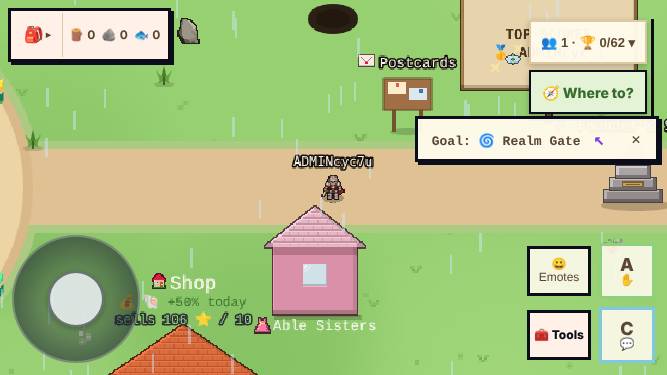 0 0 0
Postcards
TOP
1 · 0/62 ▾
Where to?
Goal: Realm Gate ✕
ADMINcyc7u
Shop
+50% today
sells 106 ⭐ / 10
Able Sisters
Emotes
A
Tools
C